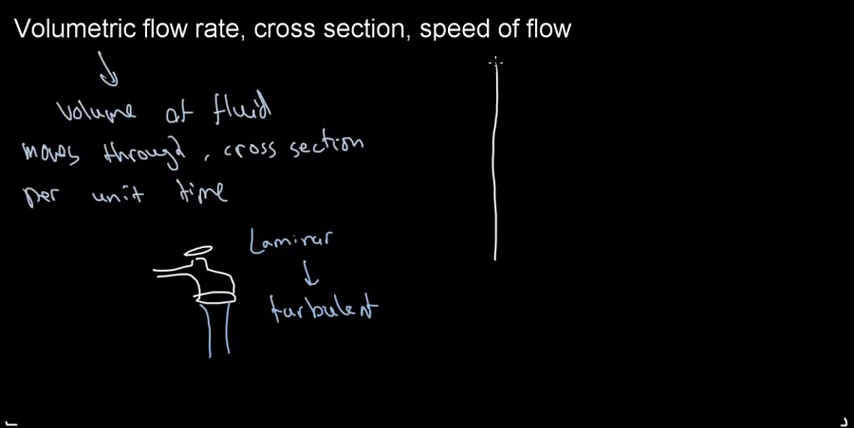 Volumetric flow rate, cross section, speed of flow
Volume of fluid
moves through, cross section
per unit time
Laminar
turbulent